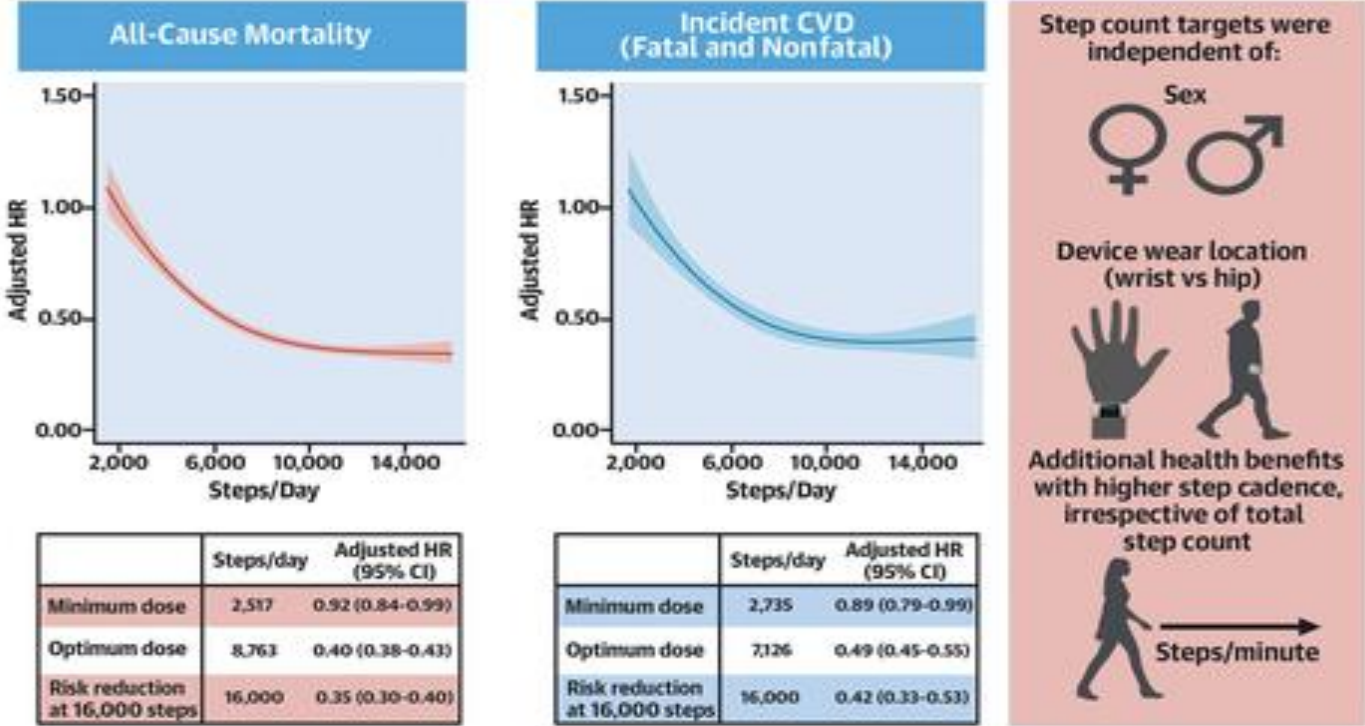 All-Cause Mortality
1.50
1.00
0.50
0.00
Adjusted HR
2,000 6,000 10,000 14,000
Steps/Day
Steps/day Adjusted HR
(95% CI)
Minimum dose 2,517 0.92 (0.84-0.99)
Optimum dose 8,763 0.40 (0.38-0.43)
Risk reduction
at 16,000 steps 16,000 0.35 (0.30-0.40)
Incident CVD
(Fatal and Nonfatal)
1.50
1.00
0.50
0.00
Adjusted HR
2,000 6,000 10,000 14,000
Steps/Day
Steps/day Adjusted HR
(95% CI)
Minimum dose 2,735 0.89 (0.79-0.99)
Optimum dose 7,126 0.49 (0.45-0.55)
Risk reduction
at 16,000 steps 16,000 0.42 (0.33-0.53)
Step count targets were
independent of:
Sex
Device wear location
(wrist vs hip)
Additional health benefits
with higher step cadence,
irrespective of total
step count
Steps/minute